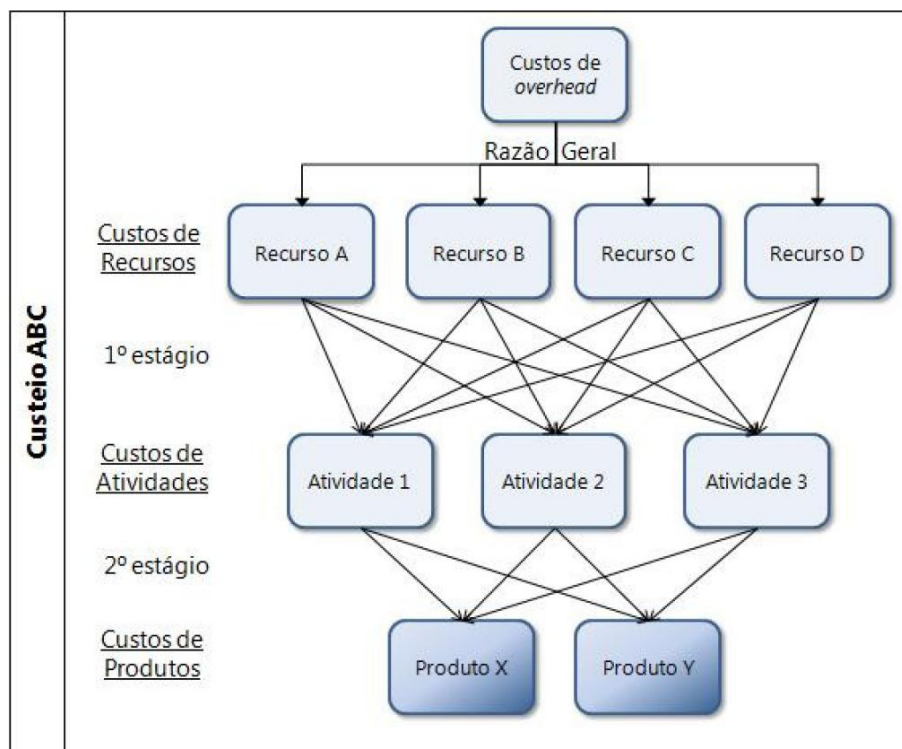 Custeio ABC
Custos de
overhead
Razão Geral
Custos de
Recursos
Recurso A
Recurso B
Recurso C
Recurso D
1º estágio
Custos de
Atividades
Atividade 1
Atividade 2
Atividade 3
2º estágio
Custos de
Produtos
Produto X
Produto Y